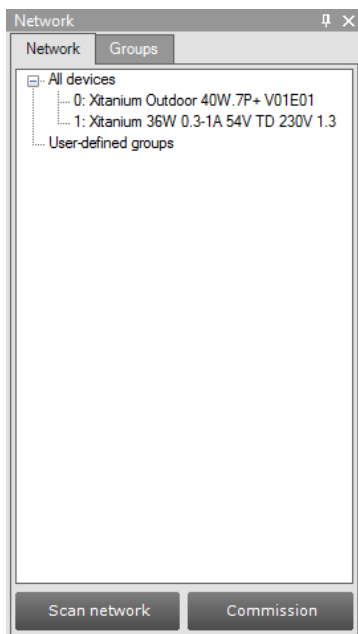 Network
Network Groups
All devices
0: Xitanium Outdoor 40W.7P+ V01E01
1: Xitanium 36W 0.3-1A 54V TD 230V 1.3
User-defined groups
Scan network Commission